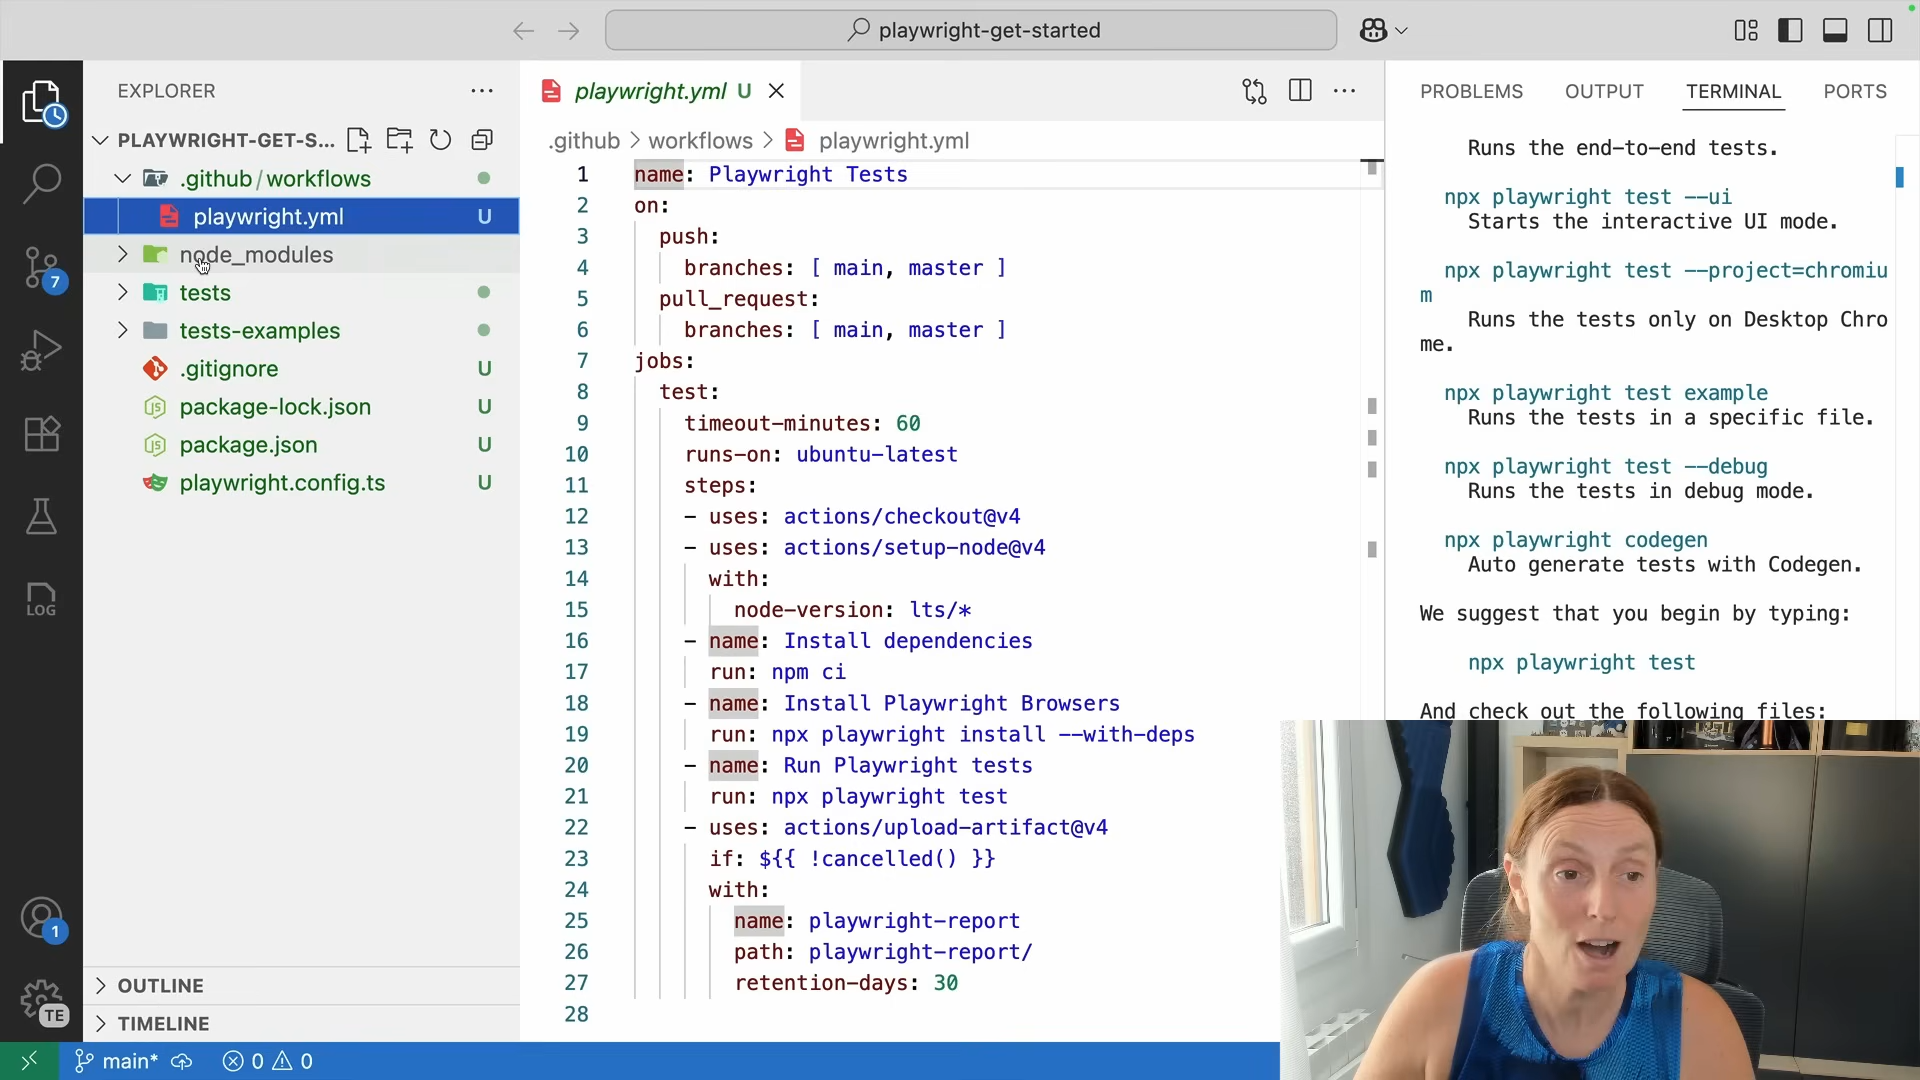 playwright-get-started
EXPLORER
PLAYWRIGHT-GET-S...
.github/workflows
playwright.yml U
node_modules
tests
tests-examples
.gitignore U
package-lock.json U
package.json U
playwright.config.ts U
OUTLINE
TIMELINE
7
LOG
1
TE
main*
0
0
playwright.yml U
.github > workflows > playwright.yml
1 name: Playwright Tests
2 on:
3 push:
4 branches: [ main, master ]
5 pull_request:
6 branches: [ main, master ]
7 jobs:
8 test:
9 timeout-minutes: 60
10 runs-on: ubuntu-latest
11 steps:
12 - uses: actions/checkout@v4
13 - uses: actions/setup-node@v4
14 with:
15 node-version: lts/*
16 - name: Install dependencies
17 run: npm ci
18 - name: Install Playwright Browsers
19 run: npx playwright install --with-deps
20 - name: Run Playwright tests
21 run: npx playwright test
22 - uses: actions/upload-artifact@v4
23 if: ${{ !cancelled() }}
24 with:
25 name: playwright-report
26 path: playwright-report/
27 retention-days: 30
28
PROBLEMS OUTPUT TERMINAL PORTS
Runs the end-to-end tests.
npx playwright test --ui
Starts the interactive UI mode.
npx playwright test --project=chromiu
m
Runs the tests only on Desktop Chro
me.
npx playwright test example
Runs the tests in a specific file.
npx playwright test --debug
Runs the tests in debug mode.
npx playwright codegen
Auto generate tests with Codegen.
We suggest that you begin by typing:
npx playwright test
And check out the following files: